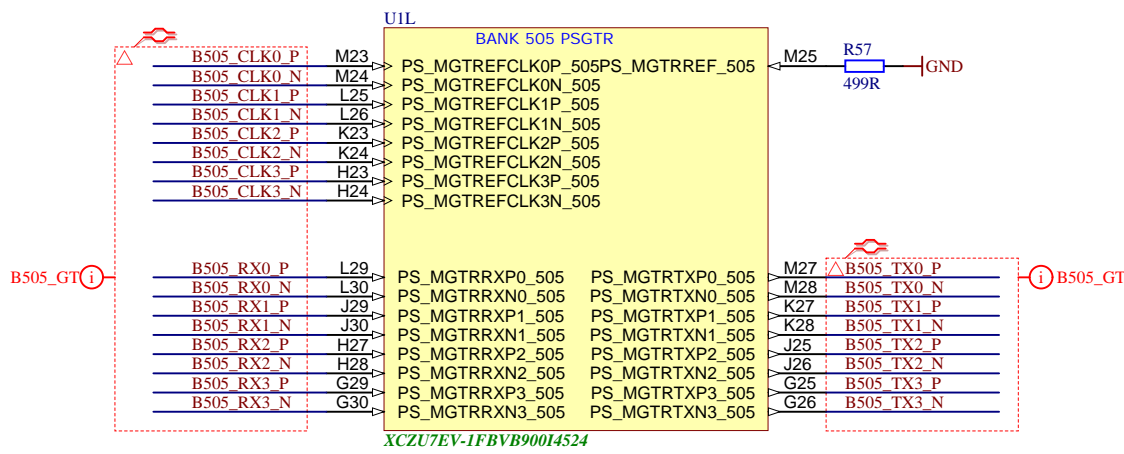 U1L
BANK 505 PSGTR
B505_CLK0_P M23 PS_MGTREFCLK0P_505 PS_MGTRREF_505 M25 R57 499R GND
B505_CLK0_N M24 PS_MGTREFCLK0N_505
B505_CLK1_P L25 PS_MGTREFCLK1P_505
B505_CLK1_N L26 PS_MGTREFCLK1N_505
B505_CLK2_P K23 PS_MGTREFCLK2P_505
B505_CLK2_N K24 PS_MGTREFCLK2N_505
B505_CLK3_P H23 PS_MGTREFCLK3P_505
B505_CLK3_N H24 PS_MGTREFCLK3N_505
B505_GT i
i B505_GT
B505_RX0_P L29 PS_MGTRRXP0_505 PS_MGTRTXP0_505 M27 B505_TX0_P
B505_RX0_N L30 PS_MGTRRXN0_505 PS_MGTRTXN0_505 M28 B505_TX0_N
B505_RX1_P J29 PS_MGTRRXP1_505 PS_MGTRTXP1_505 K27 B505_TX1_P
B505_RX1_N J30 PS_MGTRRXN1_505 PS_MGTRTXN1_505 K28 B505_TX1_N
B505_RX2_P H27 PS_MGTRRXP2_505 PS_MGTRTXP2_505 J25 B505_TX2_P
B505_RX2_N H28 PS_MGTRRXN2_505 PS_MGTRTXN2_505 J26 B505_TX2_N
B505_RX3_P G29 PS_MGTRRXP3_505 PS_MGTRTXP3_505 G25 B505_TX3_P
B505_RX3_N G30 PS_MGTRRXN3_505 PS_MGTRTXN3_505 G26 B505_TX3_N
XCZU7EV-1FBVB900I4524